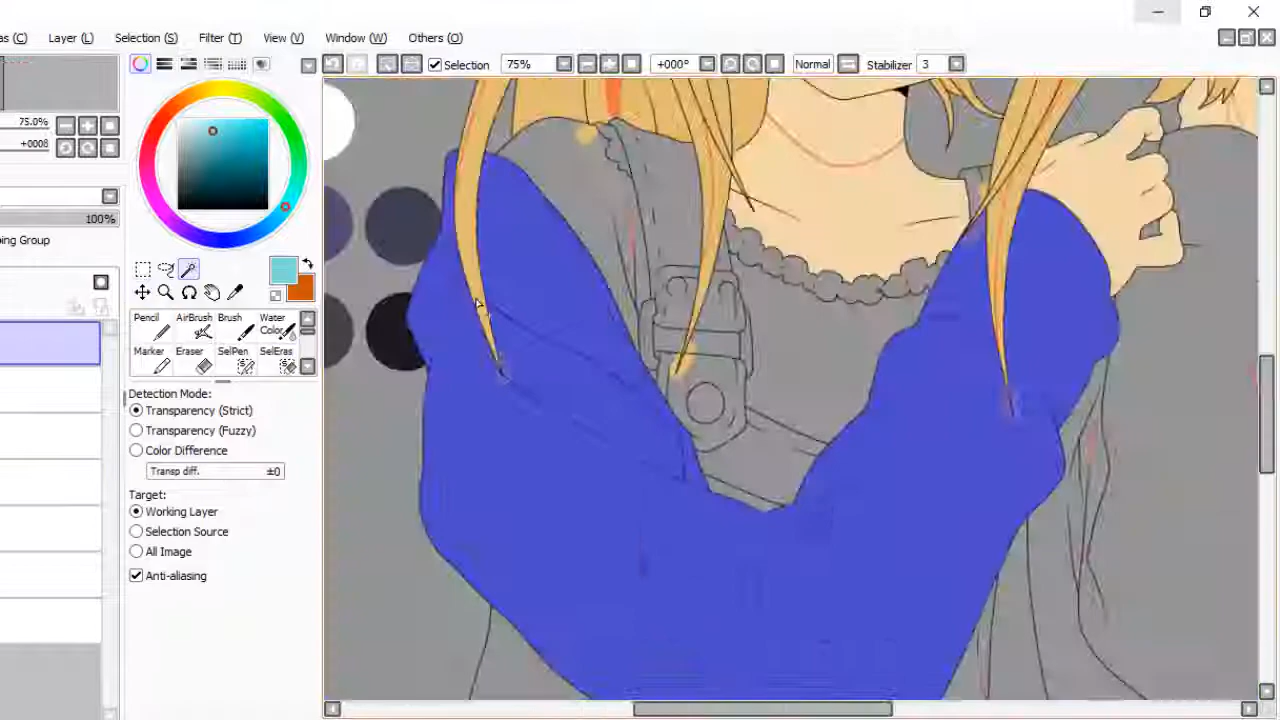 as (C) Layer (L) Selection (S) Filter (T) View (V) Window (W) Others (O)
Selection 75% +000° Normal Stabilizer 3
75.0%
+0008
100%
ing Group
Pencil AirBrush Brush Water Color
Marker Eraser SelPen SelEras
Detection Mode:
Transparency (Strict)
Transparency (Fuzzy)
Color Difference
Transp diff. ±0
Target:
Working Layer
Selection Source
All Image
Anti-aliasing